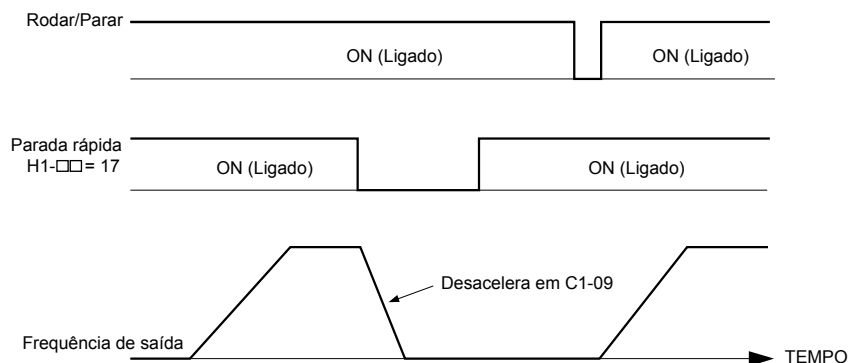 Rodar/Parar
ON (Ligado)
ON (Ligado)
Parada rápida
H1-□□= 17
ON (Ligado)
ON (Ligado)
Desacelera em C1-09
Frequência de saída
TEMPO